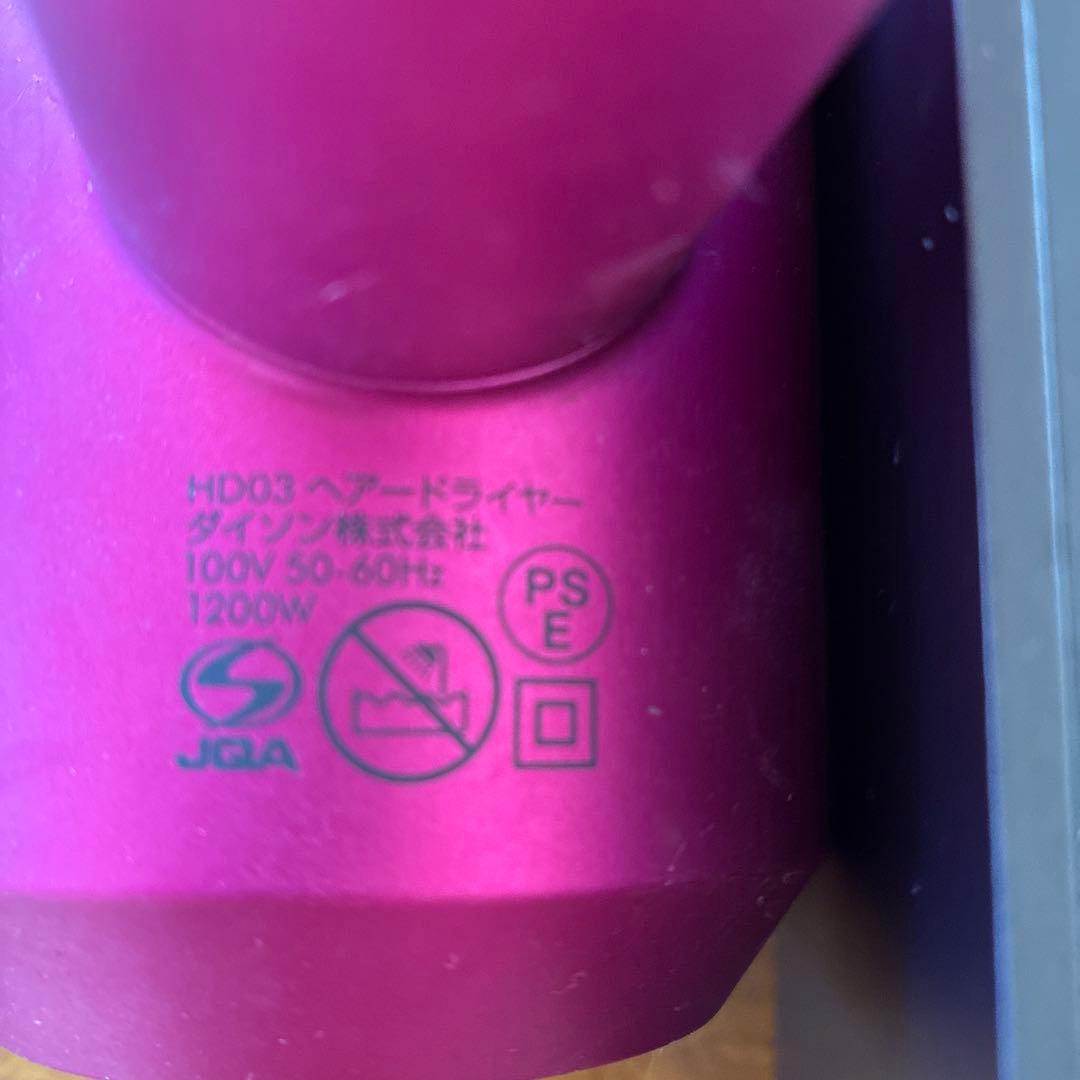 HD03 ヘアードライヤー
ダイソン株式会社
100V 50-60Hz
1200W
PS
E
JQA